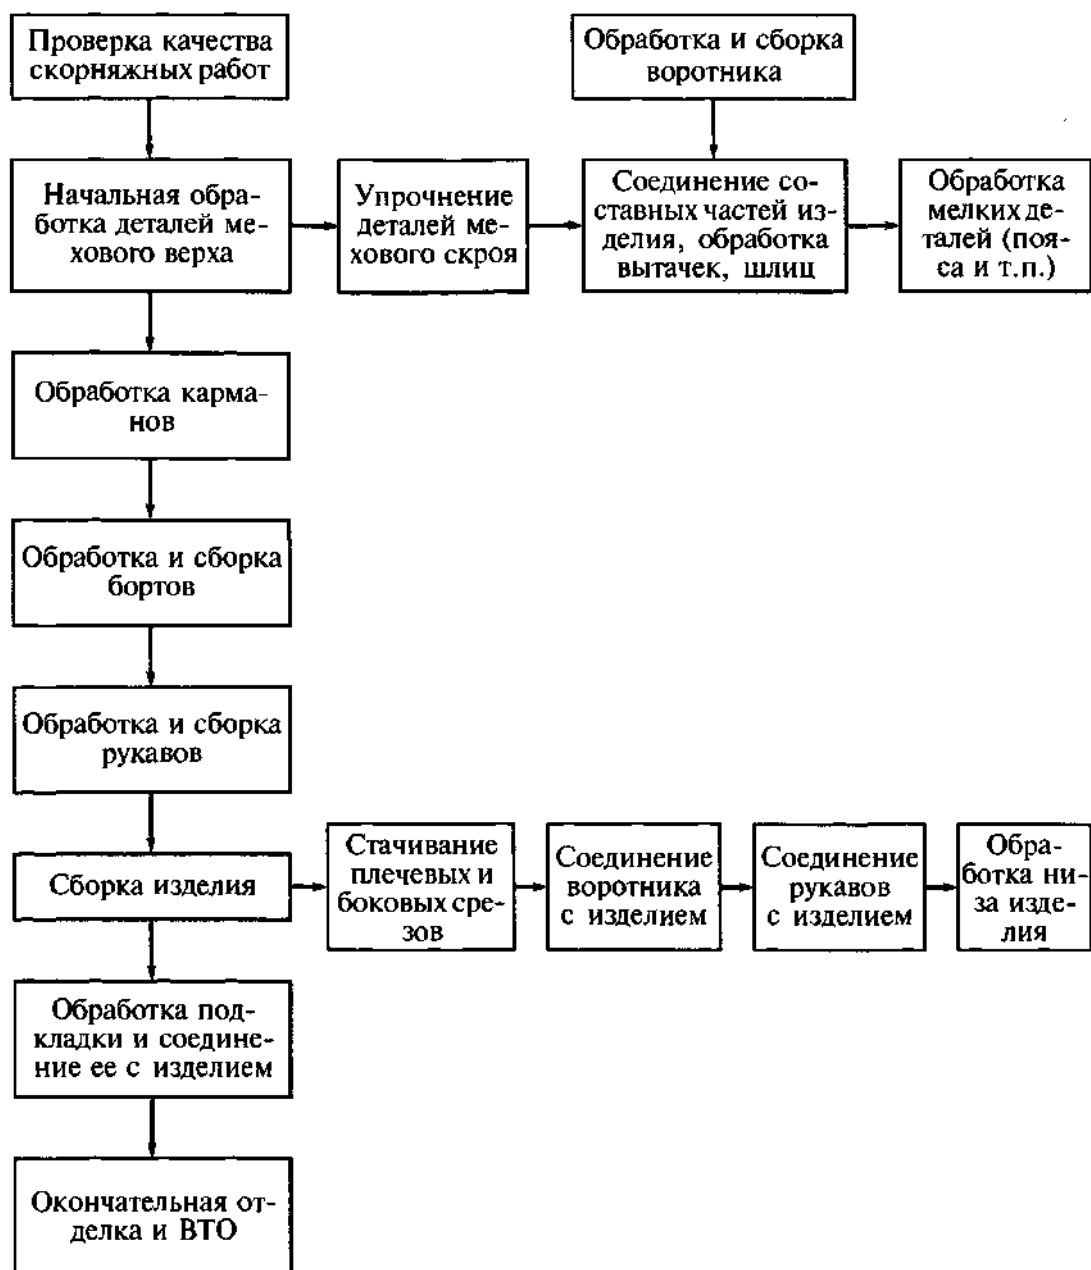 Проверка качества
скорняжных работ
Обработка и сборка
воротника
Начальная обра-
ботка деталей ме-
хового верха
Упрочнение
деталей ме-
хового скроя
Соединение со-
ставных частей из-
делия, обработка
вытачек, шлиц
Обработка
мелких де-
талей (поя-
са и т.п.)
Обработка карма-
нов
Обработка и сборка
бортов
Обработка и сборка
рукавов
Сборка изделия
Стачивание
плечевых и
боковых сре-
зов
Соединение
воротника
с изделием
Соединение
рукавов
с изделием
Обра-
ботка ни-
за изде-
лия
Обработка под-
кладки и соедине-
ние ее с изделием
Окончательная от-
делка и ВТО